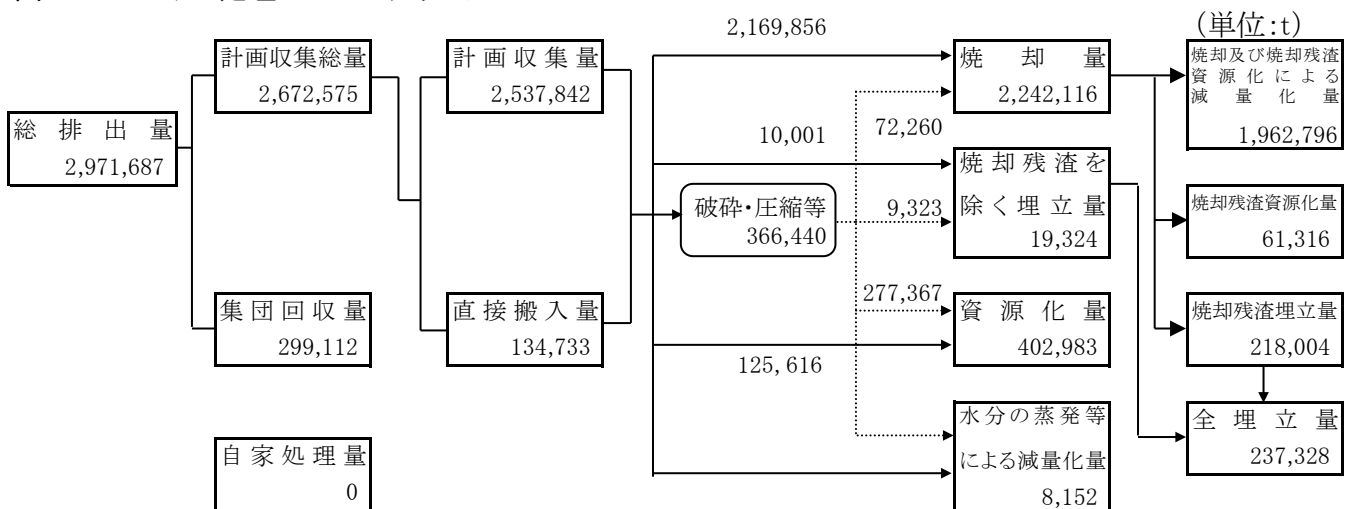 (単位:t)
総排出量
2,971,687
計画収集総量
2,672,575
集団回収量
299,112
自家処理量
0
計画収集量
2,537,842
直接搬入量
134,733
2,169,856
10,001
破砕・圧縮等
366,440
72,260
9,323
277,367
125,616
焼却量
2,242,116
焼却残渣を
除く埋立量
19,324
資源化量
402,983
水分の蒸発等
による減量化量
8,152
焼却及び焼却残渣
資源化による
減量化量
1,962,796
焼却残渣資源化量
61,316
焼却残渣埋立量
218,004
全埋立量
237,328